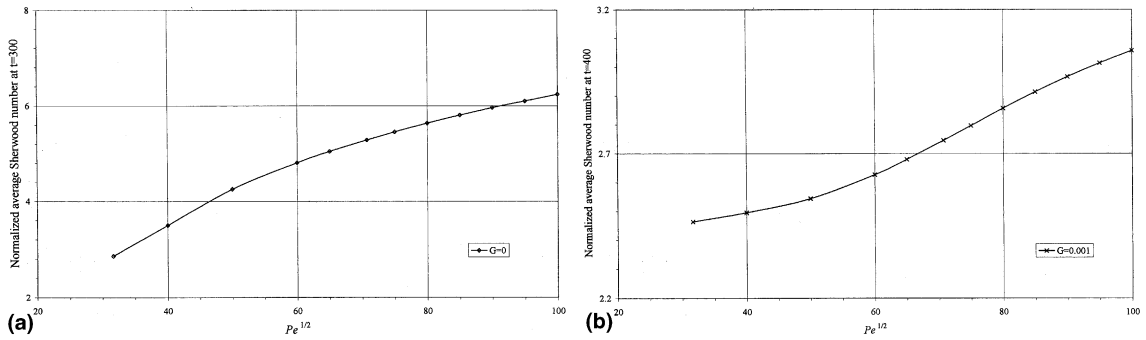 Normalized average Sherwood number at t=300
8
6
4
2
20
40
60
80
100
G=0
Pe 1/2
(a)
Normalized average Sherwood number at t=400
3.2
2.7
2.2
20
40
60
80
100
G=0.001
Pe 1/2
(b)